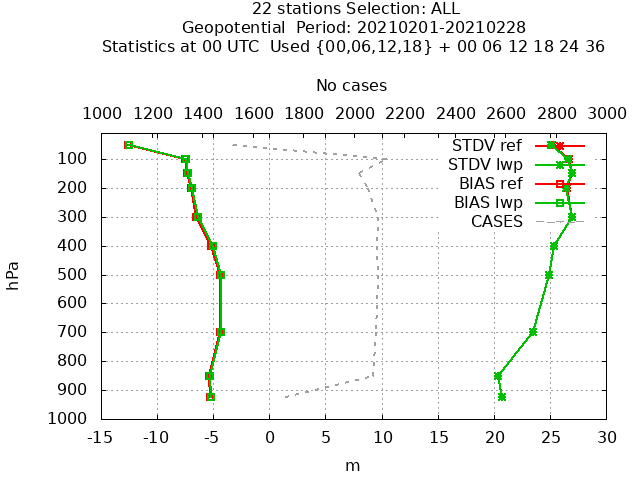 22 stations Selection: ALL
Geopotential  Period: 20210201-20210228
Statistics at 00 UTC  Used {00,06,12,18} + 00 06 12 18 24 36
No cases
1000 1200 1400 1600 1800 2000 2200 2400 2600 2800 3000
STDV ref
STDV lwp
BIAS ref
BIAS lwp
CASES
100
200
300
400
500
600
700
800
900
1000
hPa
-15 -10 -5 0 5 10 15 20 25 30
m